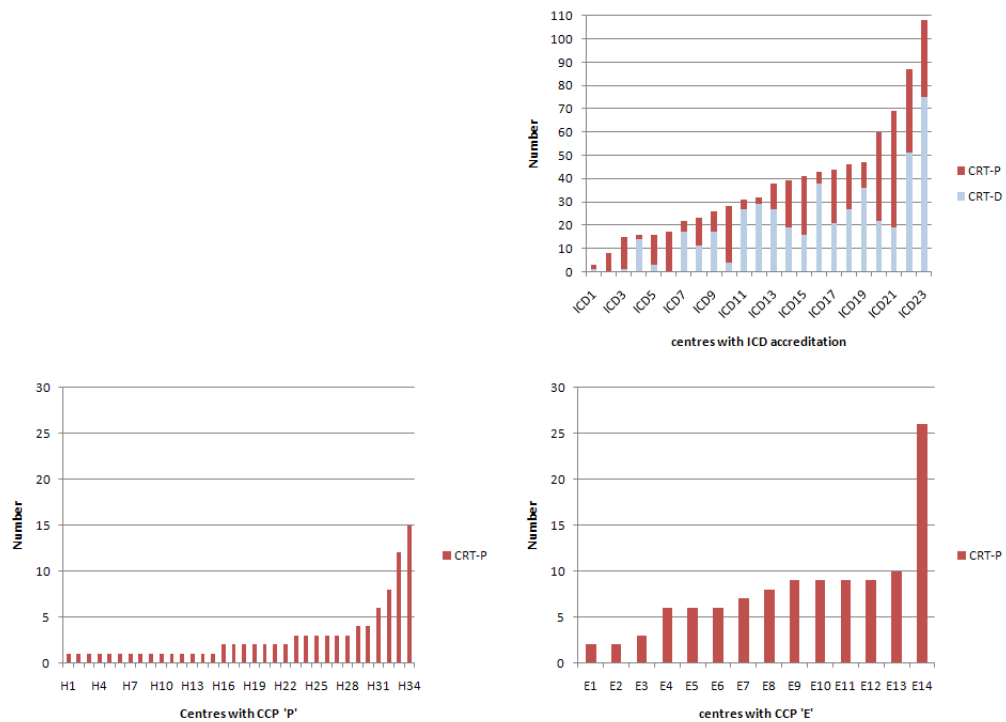 110
100
90
80
70
60
50
40
30
20
10
0
Number
CRT-P
CRT-D
ICD1 ICD3 ICD5 ICD7 ICD9 ICD11 ICD13 ICD15 ICD17 ICD19 ICD21 ICD23
centres with ICD accreditation
30
25
20
15
10
5
0
Number
CRT-P
H1 H4 H7 H10 H13 H16 H19 H22 H25 H28 H31 H34
Centres with CCP 'P'
30
25
20
15
10
5
0
Number
CRT-P
E1 E2 E3 E4 E5 E6 E7 E8 E9 E10 E11 E12 E13 E14
centres with CCP 'E'